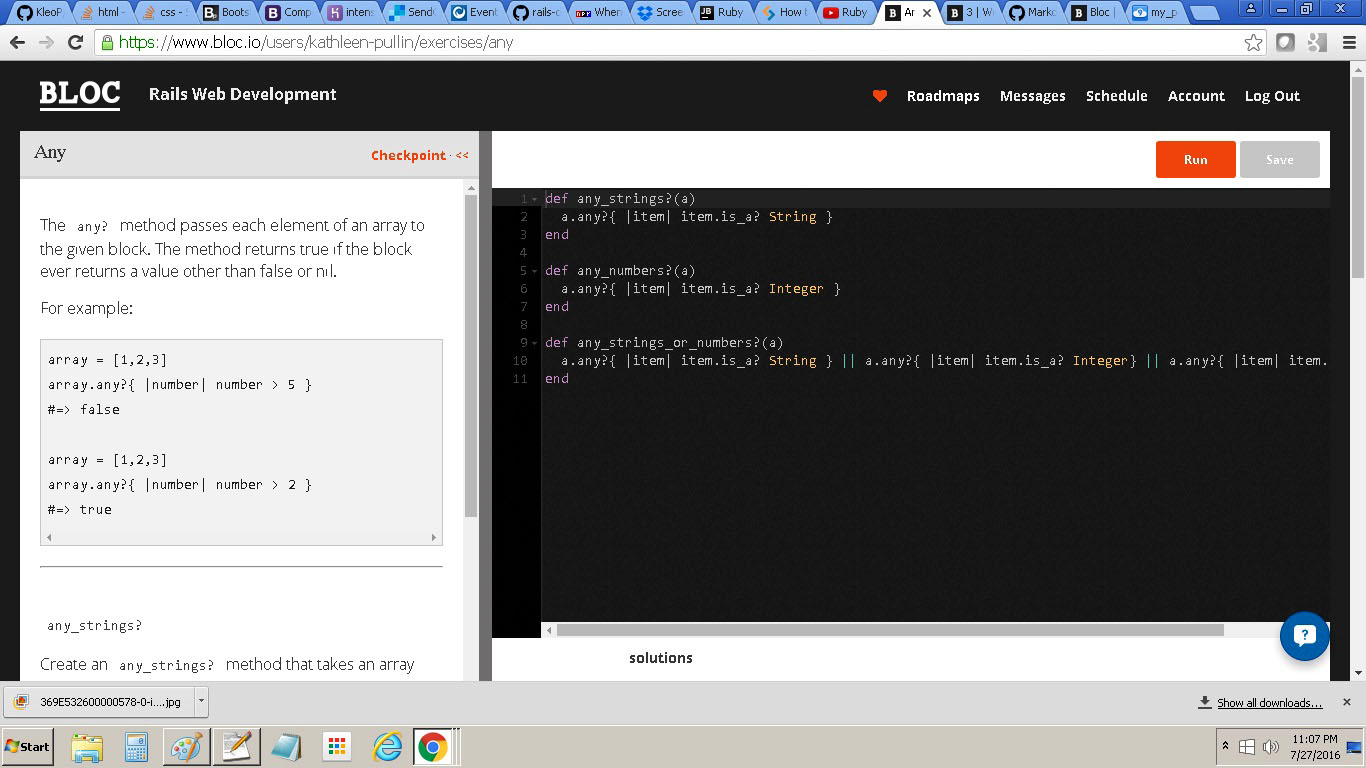 KleoP
html -
css - S
Boots
Comp
intens
Sendo
Event
rails-c
When
Scree
Ruby
How t
Ruby
Ar
3 | Wi
Marko
Bloc |
my_p
https://www.bloc.io/users/kathleen-pullin/exercises/any
BLOC
Rails Web Development
Roadmaps Messages Schedule Account Log Out
Any
Checkpoint · <<
The any? method passes each element of an array to
the given block. The method returns true if the block
ever returns a value other than false or nil.
For example:
array = [1,2,3]
array.any?{ |number| number > 5 }
#=> false
array = [1,2,3]
array.any?{ |number| number > 2 }
#=> true
any_strings?
Create an any_strings? method that takes an array
Run
Save
1 def any_strings?(a)
2 a.any?{ |item| item.is_a? String }
3 end
4
5 def any_numbers?(a)
6 a.any?{ |item| item.is_a? Integer }
7 end
8
9 def any_strings_or_numbers?(a)
10 a.any?{ |item| item.is_a? String } || a.any?{ |item| item.is_a? Integer} || a.any?{ |item| item.
11 end
solutions
369E532600000578-0-i....jpg
Show all downloads...
Start
11:07 PM
7/27/2016